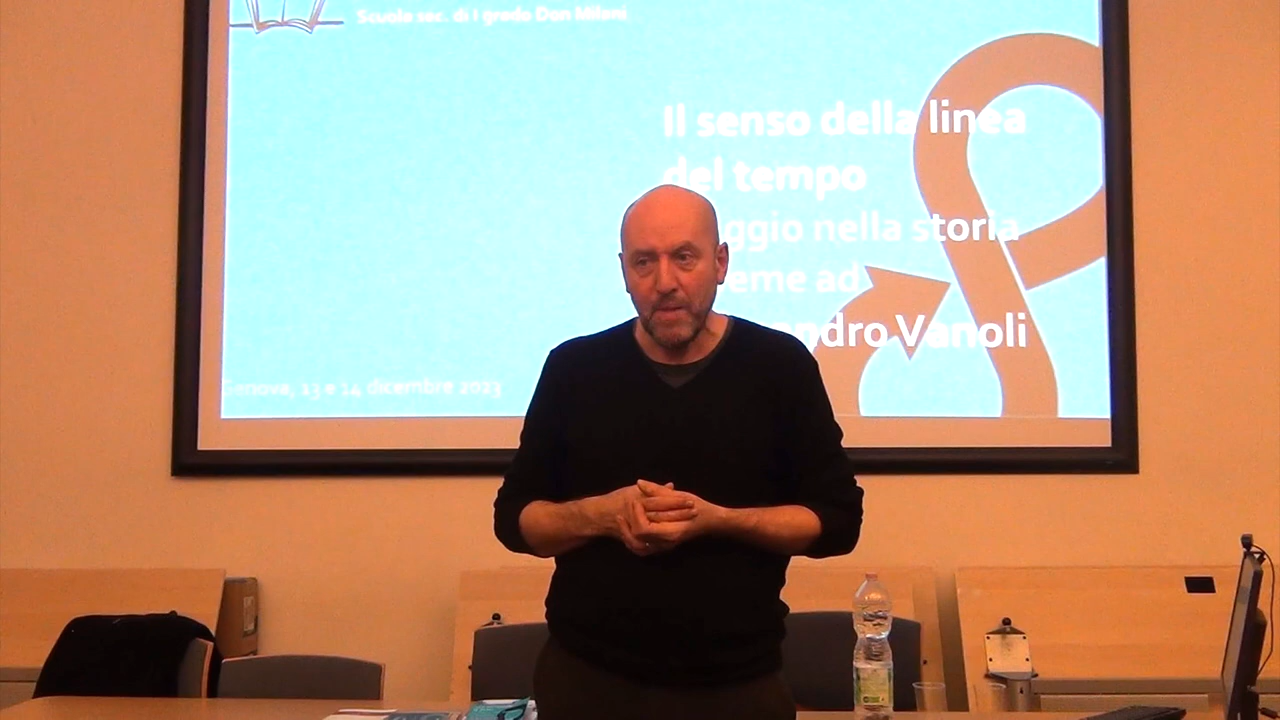 Scuola sec. di I grado Don Milani
Il senso della linea
del tempo
ggio nella storia
eme ad
ndro Vanoli
Genova, 13 e 14 dicembre 2023